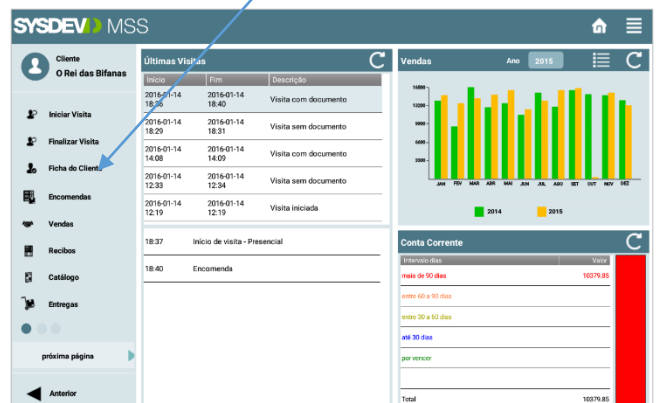 SYSDEV MSS
Cliente
O Rei das Bifanas
Iniciar Visita
Finalizar Visita
Ficha do Cliente
Encomendas
Vendas
Recibos
Catálogo
Entregas
próxima página
Anterior
Últimas Visitas
Início Fim Descrição
2016-01-14 18:36 2016-01-14 18:40 Visita com documento
2016-01-14 18:29 2016-01-14 18:31 Visita sem documento
2016-01-14 14:08 2016-01-14 14:09 Visita com documento
2016-01-14 12:33 2016-01-14 12:34 Visita sem documento
2016-01-14 12:19 2016-01-14 12:19 Visita iniciada
18:37 Início de visita - Presencial
18:40 Encomenda
Vendas Ano 2015
JAN FEV MAR ABR MAI JUN JUL AGO SET OUT NOV DEZ
2014 2015
Conta Corrente
Intervalo dias Valor
mais de 90 dias 10379.85
entre 60 a 90 dias
entre 30 a 60 dias
até 30 dias
por vencer
Total 10379.85